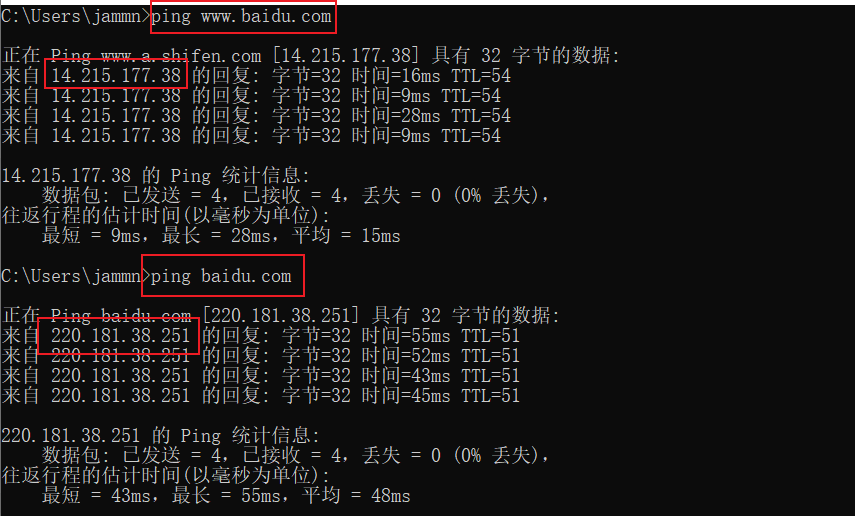 C:\Users\jammn>ping www.baidu.com
正在 Ping www.a.shifen.com [14.215.177.38] 具有 32 字节的数据:
来自 14.215.177.38 的回复: 字节=32 时间=16ms TTL=54
来自 14.215.177.38 的回复: 字节=32 时间=9ms TTL=54
来自 14.215.177.38 的回复: 字节=32 时间=28ms TTL=54
来自 14.215.177.38 的回复: 字节=32 时间=9ms TTL=54
14.215.177.38 的 Ping 统计信息:
数据包: 已发送 = 4，已接收 = 4，丢失 = 0 (0% 丢失)，
往返行程的估计时间(以毫秒为单位):
最短 = 9ms，最长 = 28ms，平均 = 15ms
C:\Users\jammn>ping baidu.com
正在 Ping baidu.com [220.181.38.251] 具有 32 字节的数据:
来自 220.181.38.251 的回复: 字节=32 时间=55ms TTL=51
来自 220.181.38.251 的回复: 字节=32 时间=52ms TTL=51
来自 220.181.38.251 的回复: 字节=32 时间=43ms TTL=51
来自 220.181.38.251 的回复: 字节=32 时间=45ms TTL=51
220.181.38.251 的 Ping 统计信息:
数据包: 已发送 = 4，已接收 = 4，丢失 = 0 (0% 丢失)，
往返行程的估计时间(以毫秒为单位):
最短 = 43ms，最长 = 55ms，平均 = 48ms